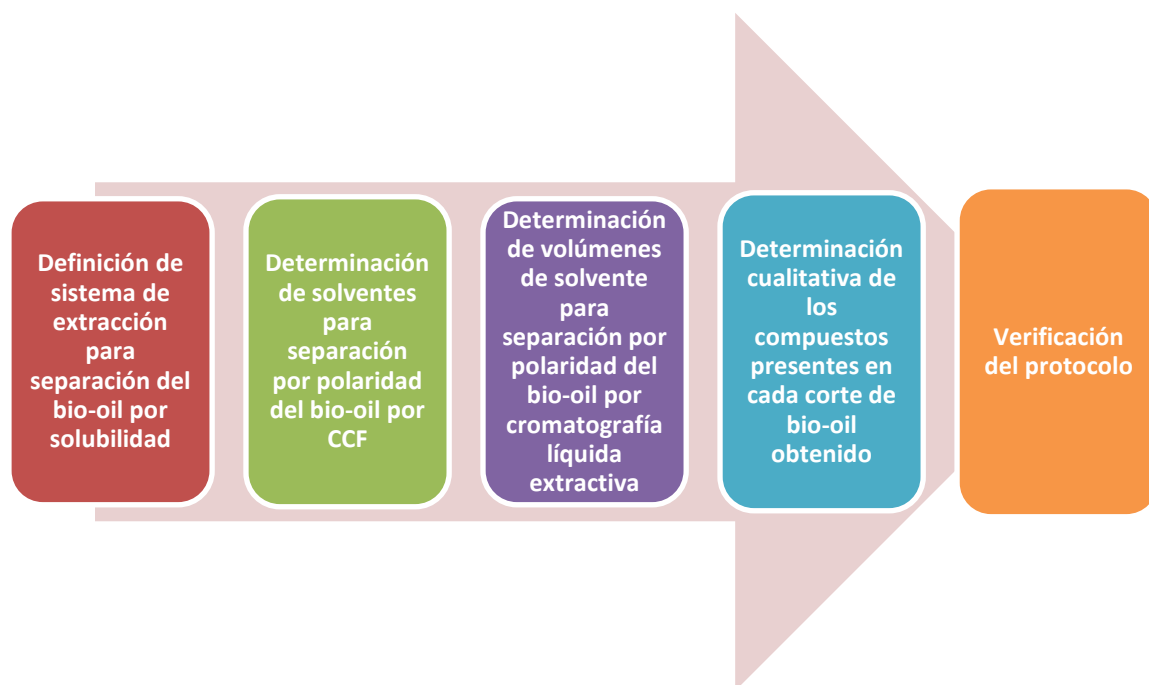 Definición de
sistema de
extracción
para
separación del
bio-oil por
solubilidad
Determinación
de solventes
para
separación
por polaridad
del bio-oil por
CCF
Determinación
de volúmenes
de solvente
para
separación por
polaridad del
bio-oil por
cromatografía
líquida
extractiva
Determinación
cualitativa de
los
compuestos
presentes en
cada corte de
bio-oil
obtenido
Verificación
del protocolo